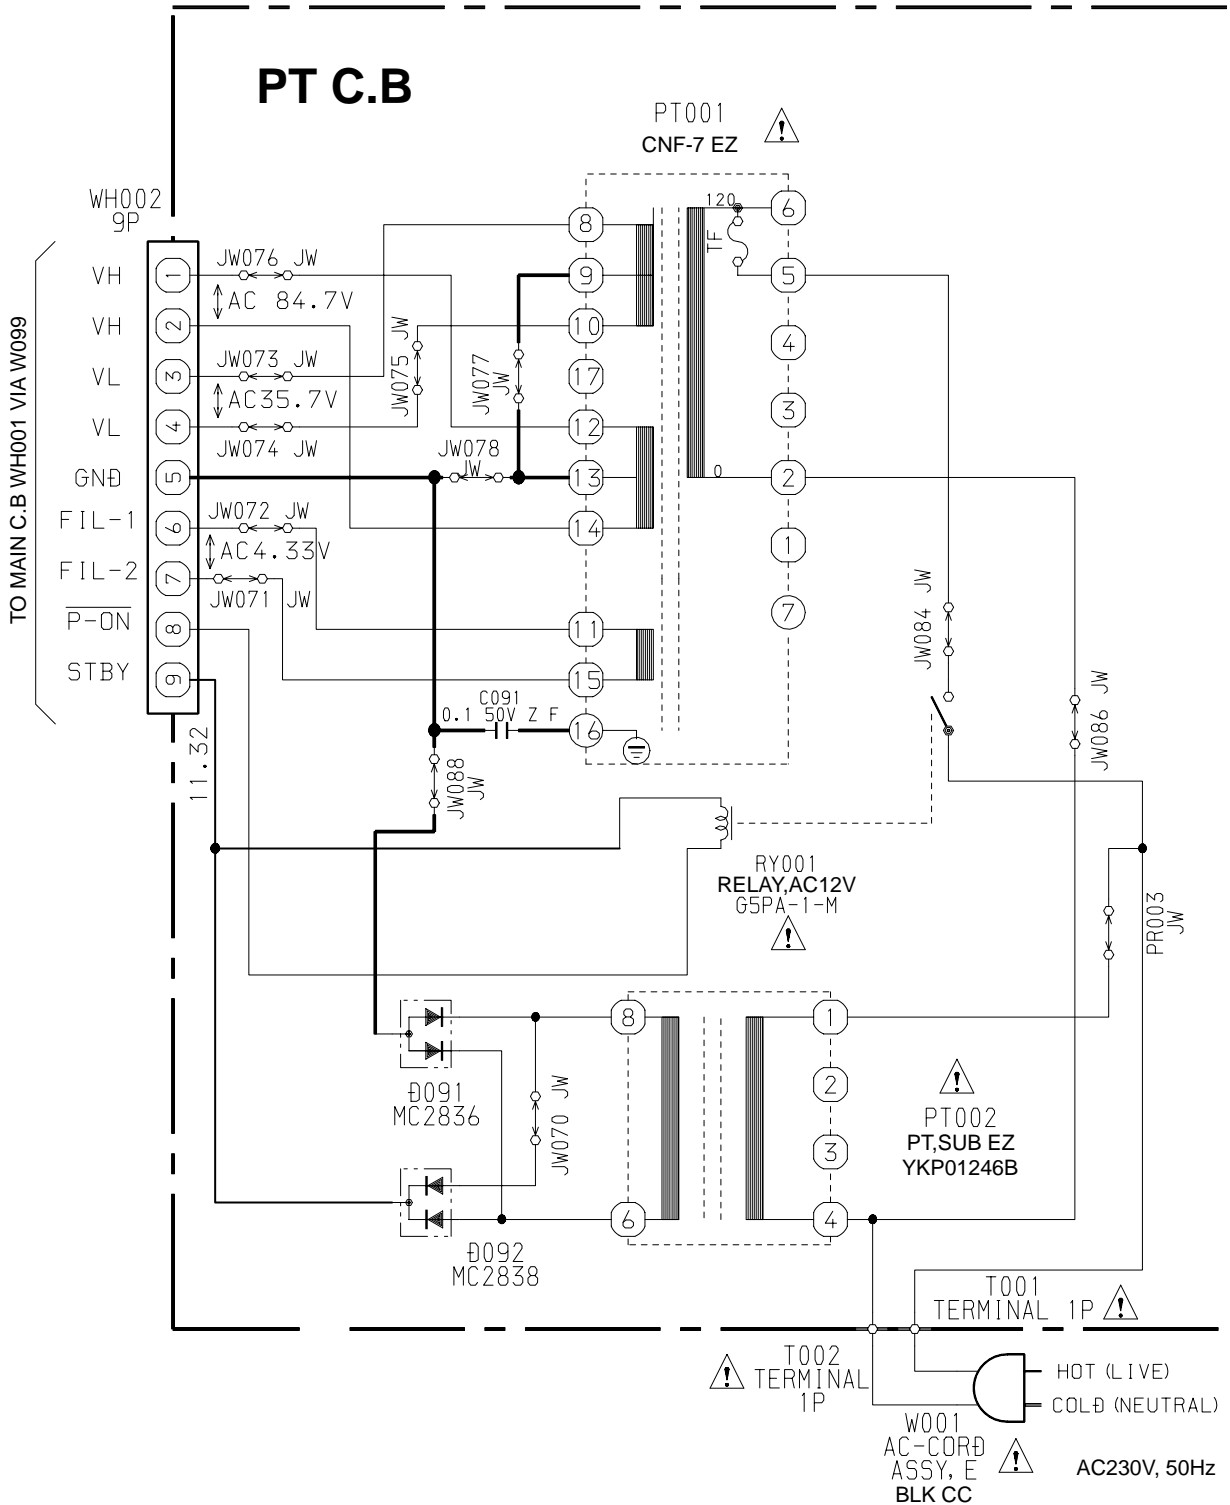 PT C.B
PT001
CNF-7 EZ
WH002
9P
TO MAIN C.B WH001 VIA W099
VH
VH
VL
VL
GND
FIL-1
FIL-2
P-ON
STBY
1
2
3
4
5
6
7
8
9
JW076 JW
AC 84.7V
JW073 JW
AC35.7V
JW074 JW
JW075 JW
JW077
JW
JW078
JW
JW072 JW
AC4.33V
JW071 JW
11.32
C091
0.1 50V Z F
JW088
JW
8
9
10
17
12
13
14
11
15
16
120
TF
0
6
5
4
3
2
1
7
JW084 JW
JW086 JW
RY001
RELAY,AC12V
G5PA-1-M
PR003
JW
D091
MC2836
JW070 JW
D092
MC2838
8
6
1
2
3
4
PT002
PT,SUB EZ
YKP01246B
T001
TERMINAL 1P
T002
TERMINAL
1P
HOT (LIVE)
COLD (NEUTRAL)
W001
AC-CORD
ASSY, E
BLK CC
AC230V, 50Hz